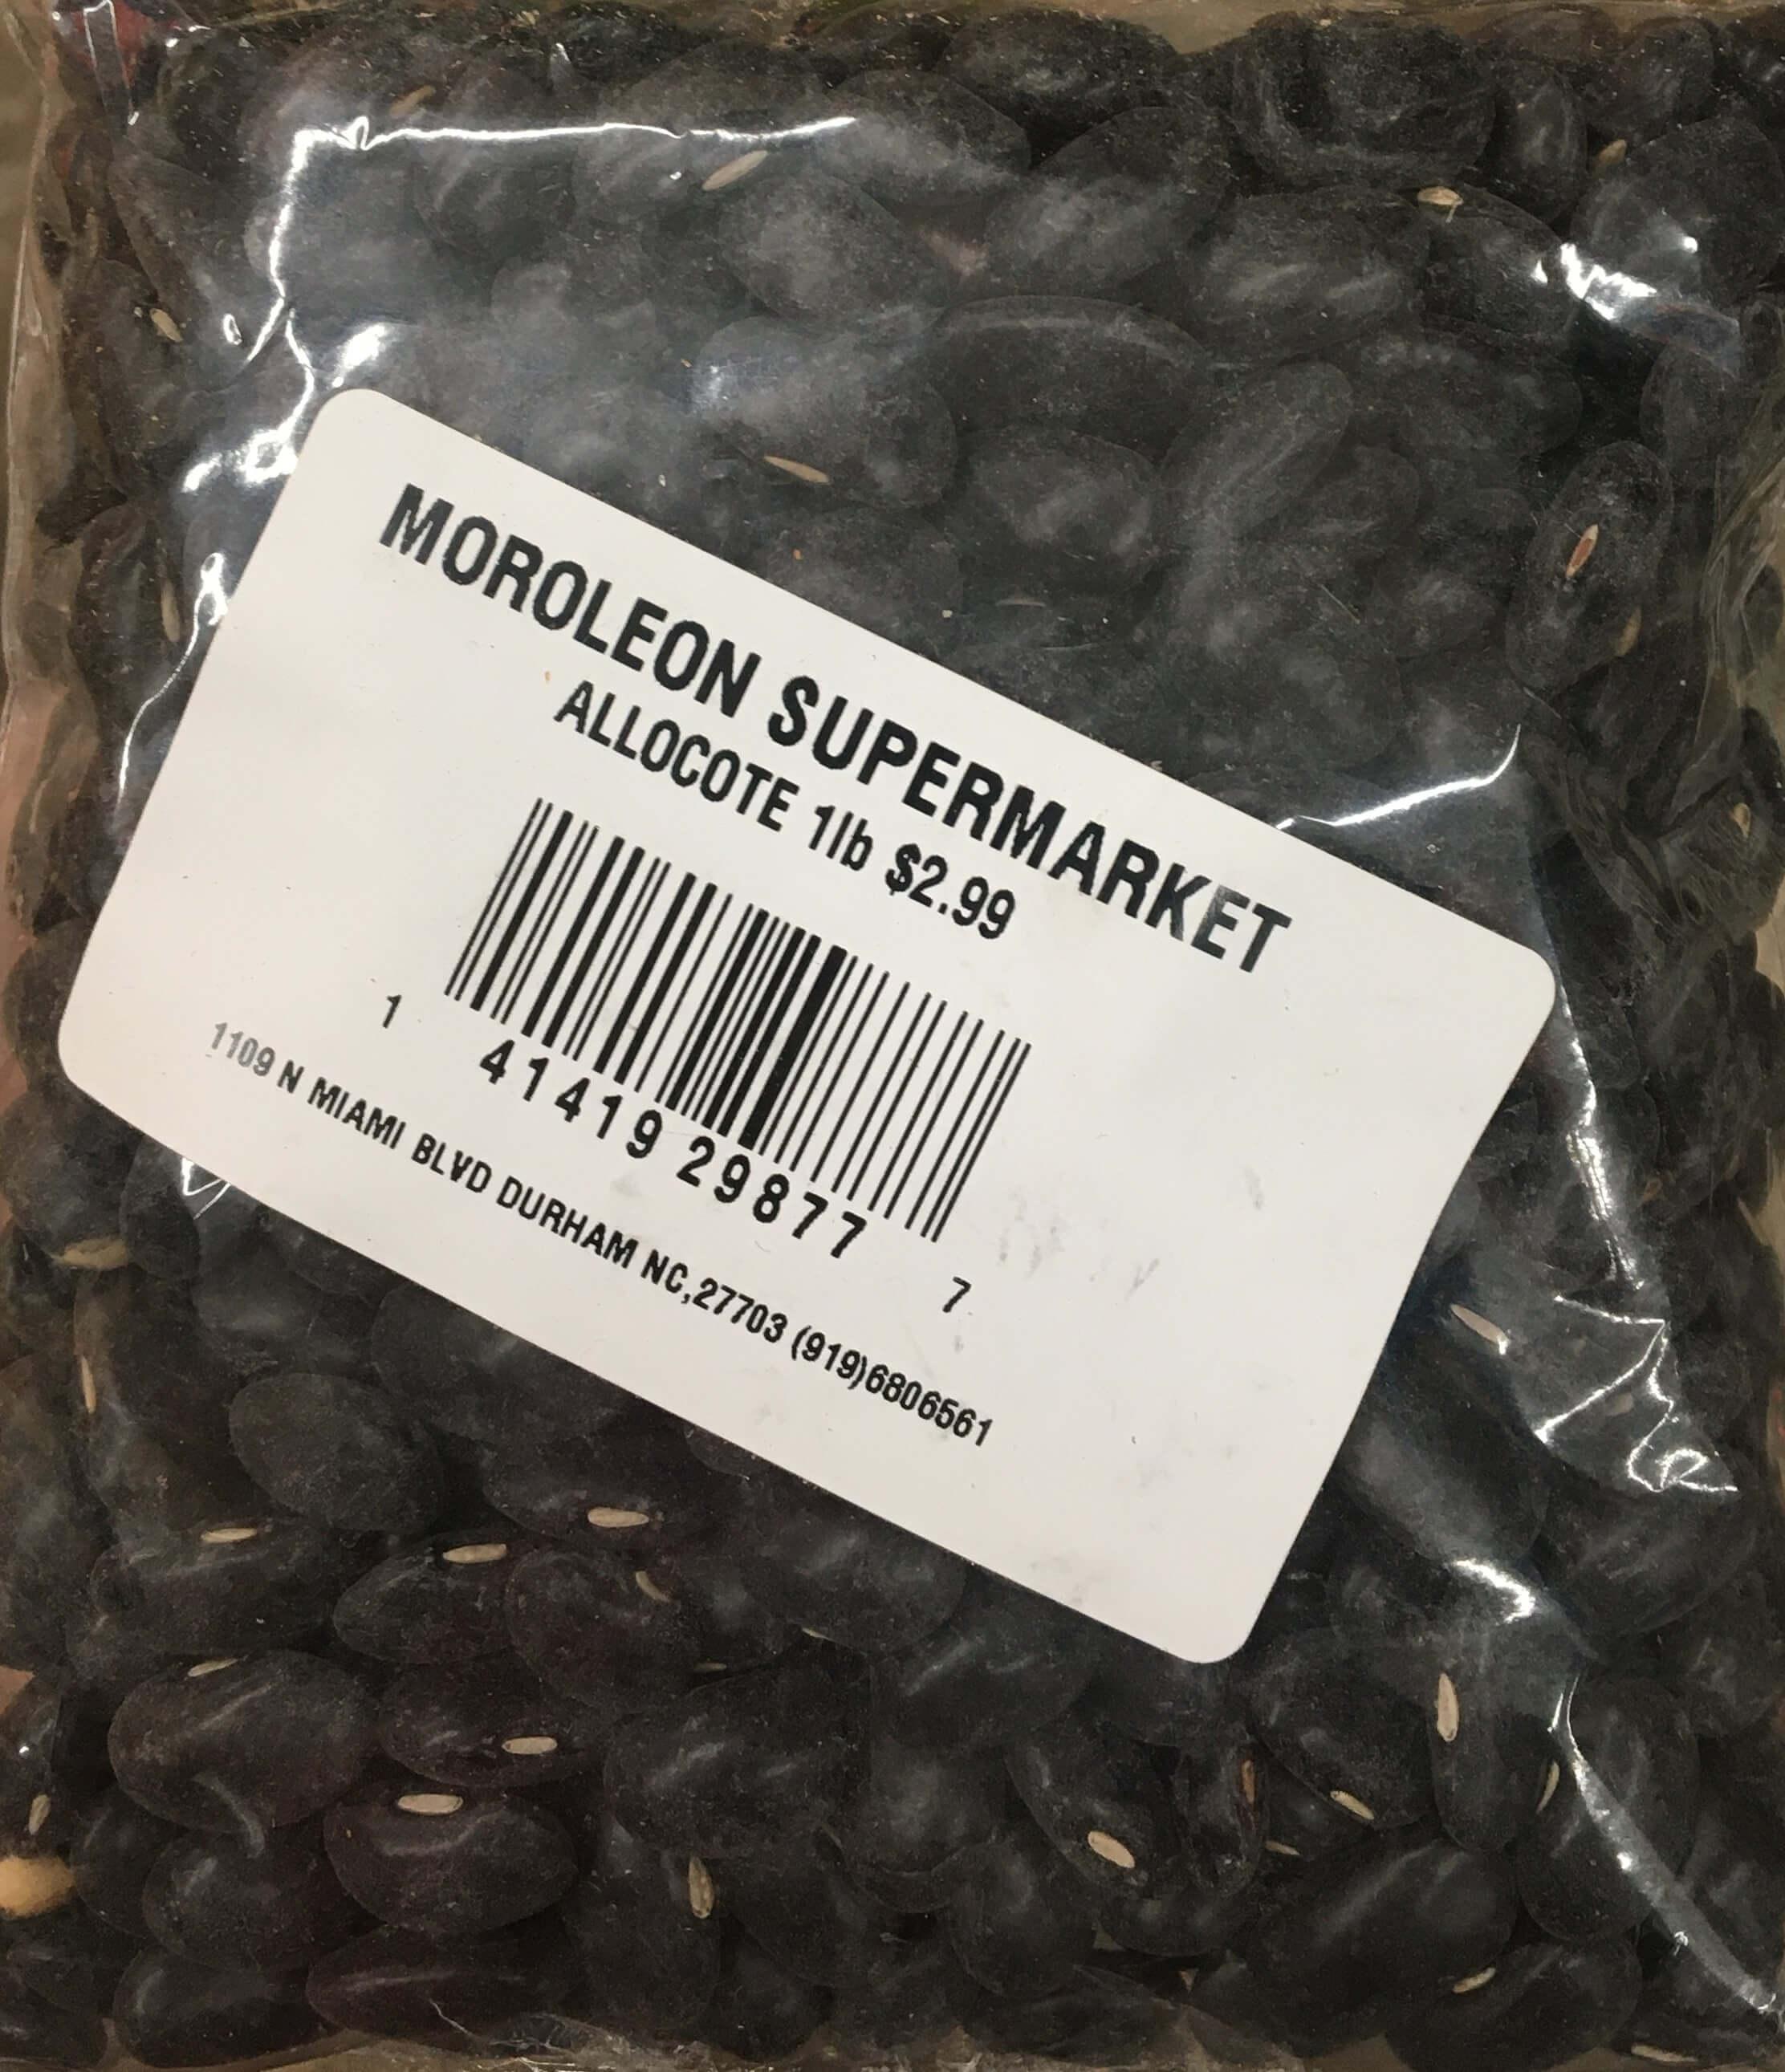 MOROLEON SUPERMARKET
ALLOCOTE 1lb $2.99
1 41419 29877 7
1109 N MIAMI BLVD DURHAM NC,27703 (919)6806561